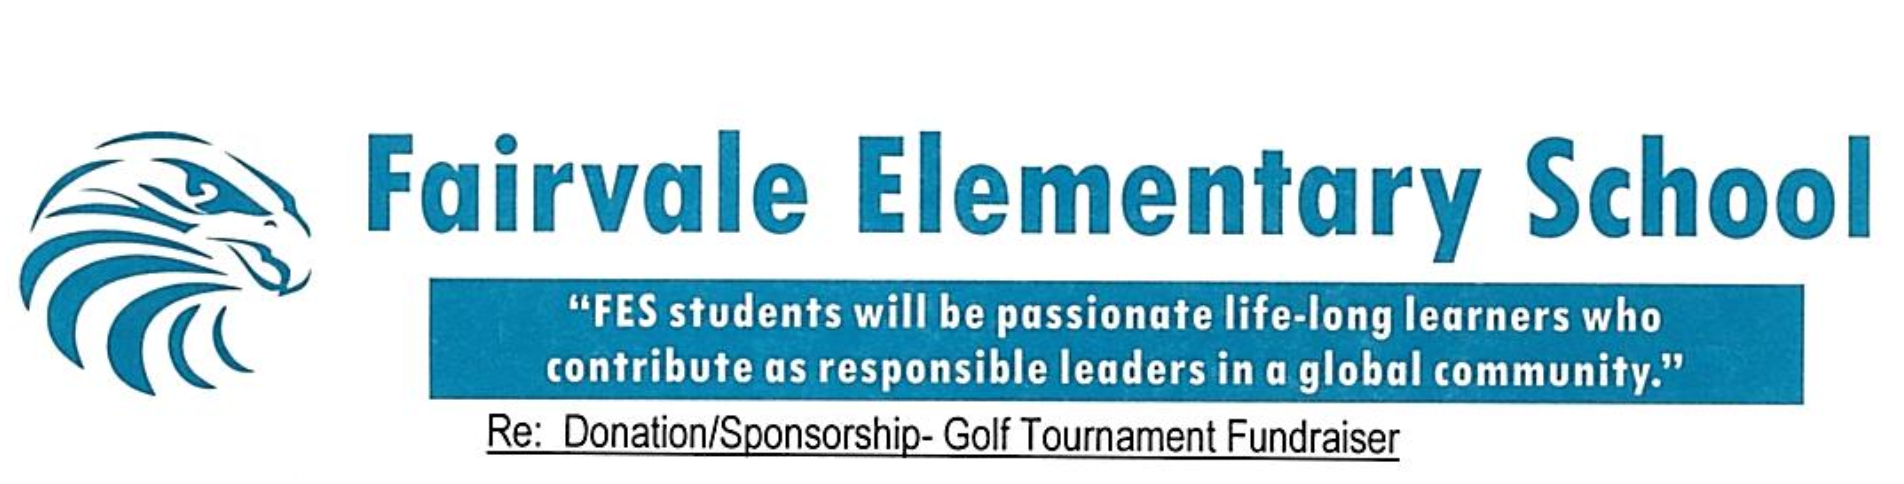 Fairvale Elementary School
“FES students will be passionate life-long learners who
contribute as responsible leaders in a global community.”
Re:  Donation/Sponsorship- Golf Tournament Fundraiser